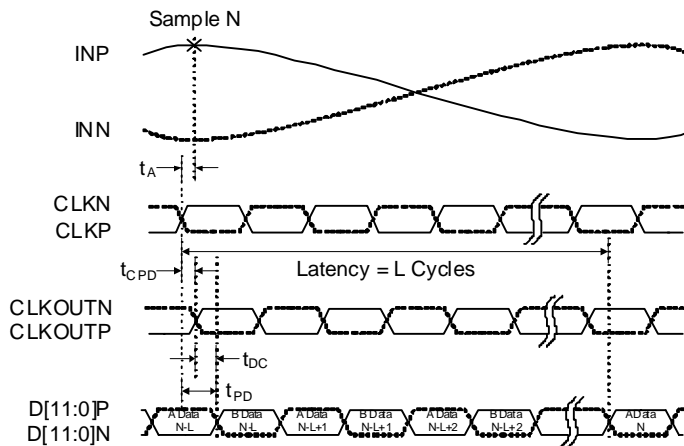 Sample N
INP
INN
tA
CLKN
CLKP
tCPD
Latency = L Cycles
CLKOUTN
CLKOUTP
tDC
tPD
D[11:0]P
D[11:0]N
A Data N-L
B Data N-L
A Data N-L+1
B Data N-L+1
A Data N-L+2
B Data N-L+2
A Data N